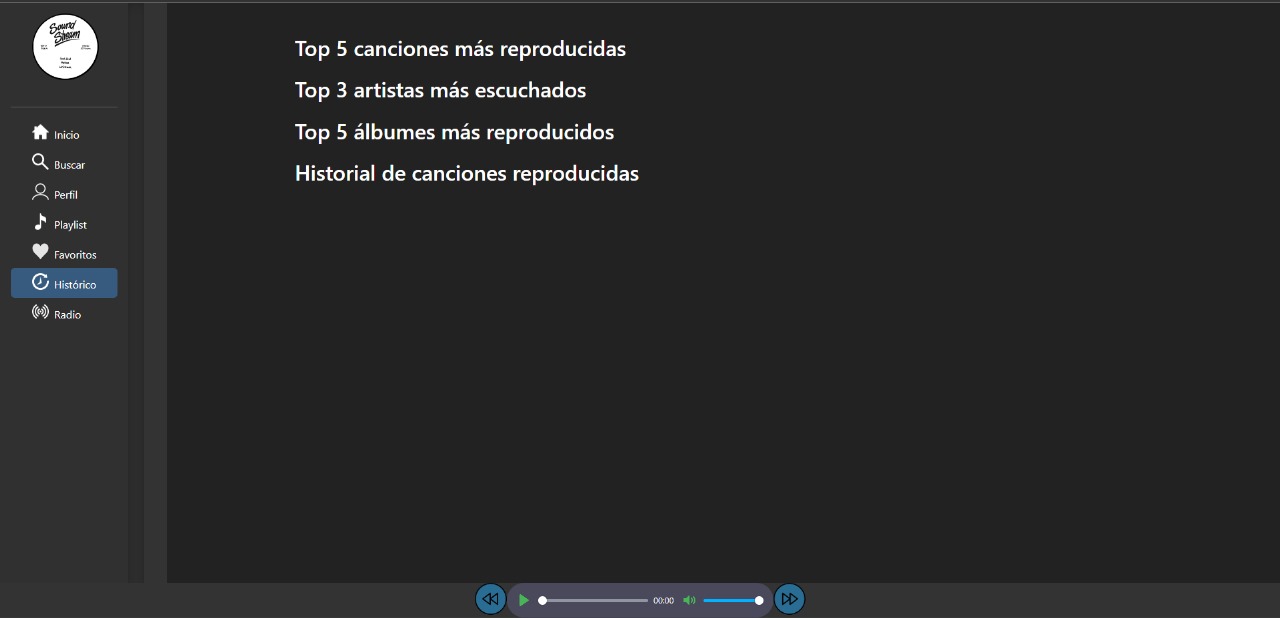 Sound
Stream
Inicio
Buscar
Perfil
Playlist
Favoritos
Histórico
Radio
Top 5 canciones más reproducidas
Top 3 artistas más escuchados
Top 5 álbumes más reproducidos
Historial de canciones reproducidas
00:00